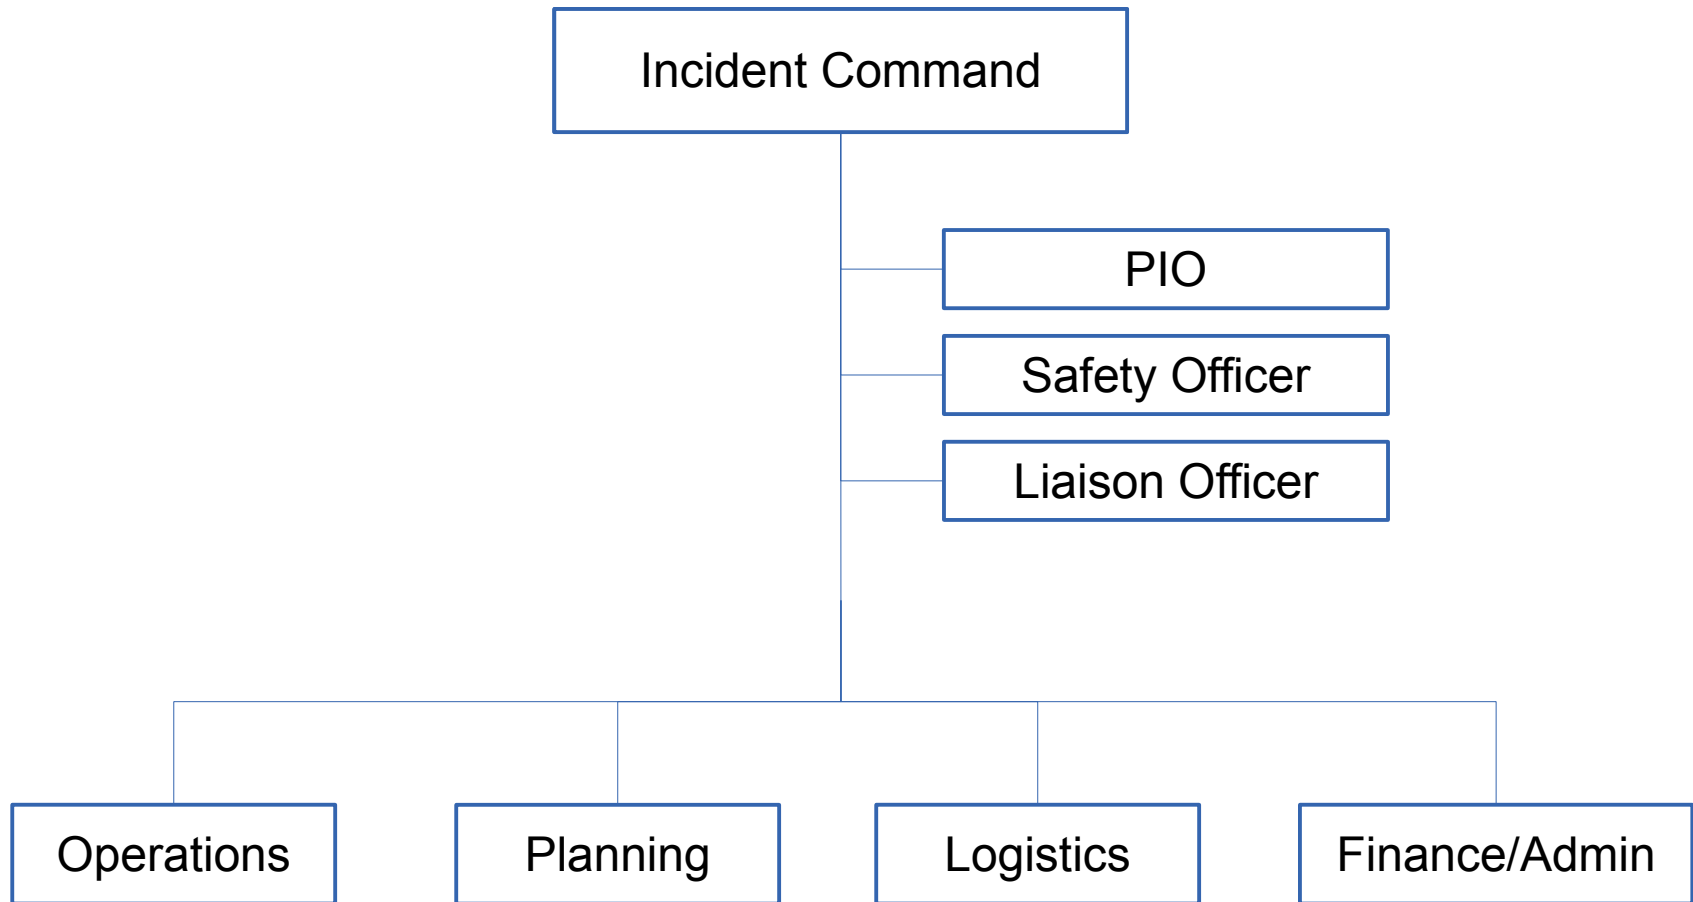 Incident Command
PIO
Safety Officer
Liaison Officer
Operations
Planning
Logistics
Finance/Admin